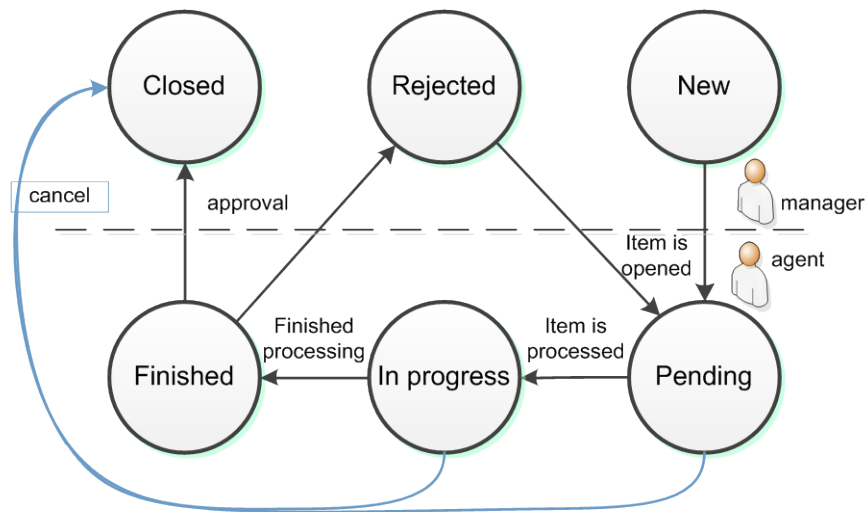 Closed
Rejected
New
cancel
approval
manager
Item is
opened
agent
Finished
processing
Item is
processed
Finished
In progress
Pending